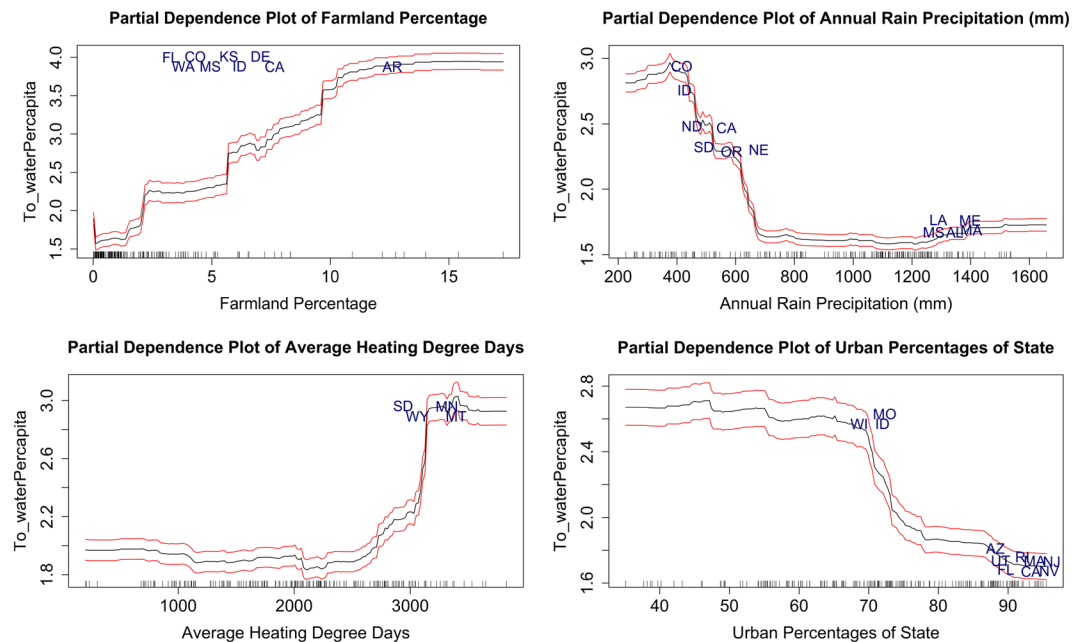 Partial Dependence Plot of Farmland Percentage
To_waterPercapita
4.0
3.5
3.0
2.5
2.0
1.5
FL CO KS DE
WA MS ID CA AR
0 5 10 15
Farmland Percentage
Partial Dependence Plot of Annual Rain Precipitation (mm)
To_waterPercapita
3.0
2.5
2.0
1.5
CO
ID
ND CA
SD OR NE
LA ME
MS AL MA
200 400 600 800 1000 1200 1400 1600
Annual Rain Precipitation (mm)
Partial Dependence Plot of Average Heating Degree Days
To_waterPercapita
3.0
2.6
2.2
1.8
SD MN
WY MT
1000 2000 3000
Average Heating Degree Days
Partial Dependence Plot of Urban Percentages of State
To_waterPercapita
2.8
2.4
2.0
1.6
MO
WI ID
AZ RI
UT MA NJ
FL CA NV
40 50 60 70 80 90
Urban Percentages of State